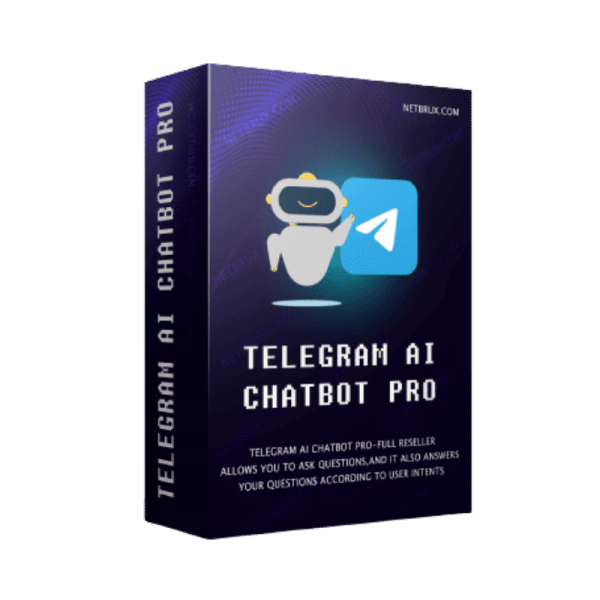 TELEGRAM AI CHATBOT PRO
NETBRUX.COM
TELEGRAM AI
CHATBOT PRO
TELEGRAM AI CHATBOT PRO-FULL RESELLER
ALLOWS YOU TO ASK QUESTIONS,AND IT ALSO ANSWERS
YOUR QUESTIONS ACCORDING TO USER INTENTS